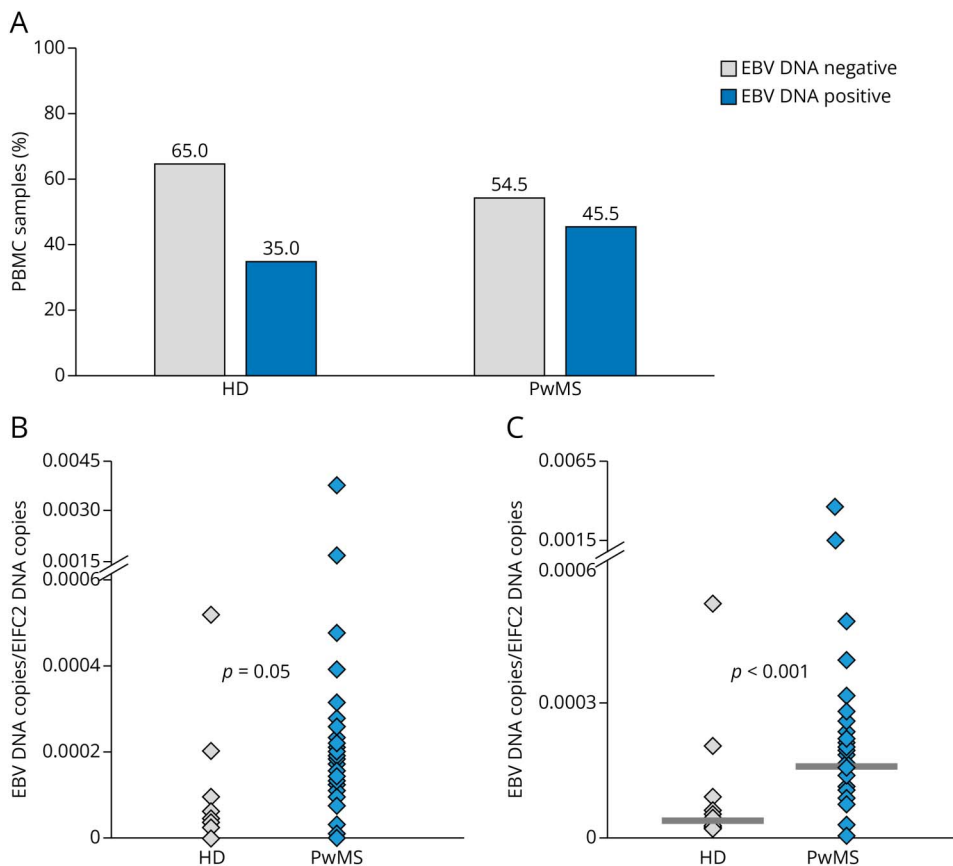 A
PBMC samples (%)
100
80
60
40
20
0
65.0
35.0
54.5
45.5
HD
PwMS
EBV DNA negative
EBV DNA positive
B
EBV DNA copies/EIFC2 DNA copies
0.0045
0.0030
0.0015
0.0006
0.0004
0.0002
0
p = 0.05
HD
PwMS
C
EBV DNA copies/EIFC2 DNA copies
0.0065
0.0015
0.0006
0.0003
0
p < 0.001
HD
PwMS